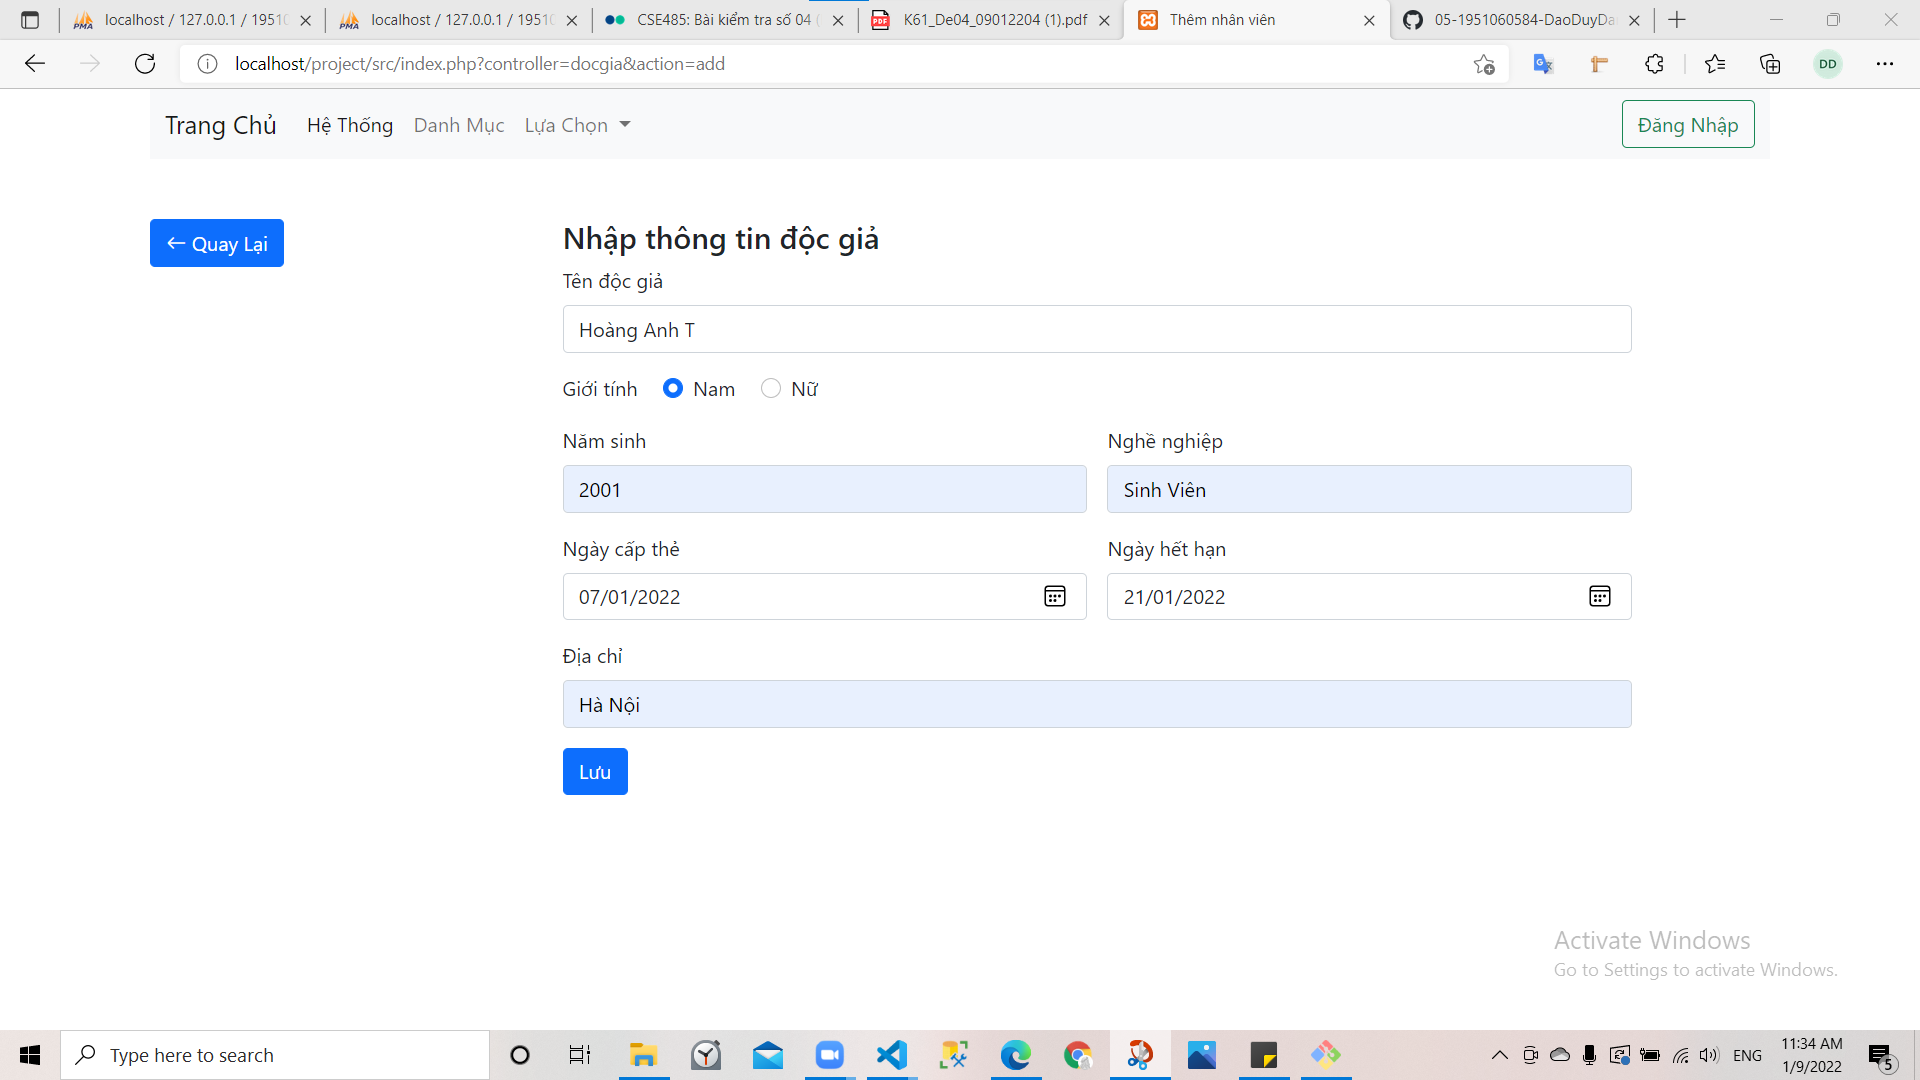 localhost / 127.0.0.1 / 1951
localhost / 127.0.0.1 / 1951
CSE485: Bài kiểm tra số 04
K61_De04_09012204 (1).pdf
Thêm nhân viên
05-1951060584-DaoDuyDa
localhost/project/src/index.php?controller=docgia&action=add
DD
Trang Chủ
Hệ Thống
Danh Mục
Lựa Chọn
Đăng Nhập
← Quay Lại
Nhập thông tin độc giả
Tên độc giả
Hoàng Anh T
Giới tính Nam Nữ
Năm sinh Nghề nghiệp
2001 Sinh Viên
Ngày cấp thẻ Ngày hết hạn
07/01/2022 21/01/2022
Địa chỉ
Hà Nội
Lưu
Activate Windows
Go to Settings to activate Windows.
Type here to search
ENG
11:34 AM
1/9/2022
5